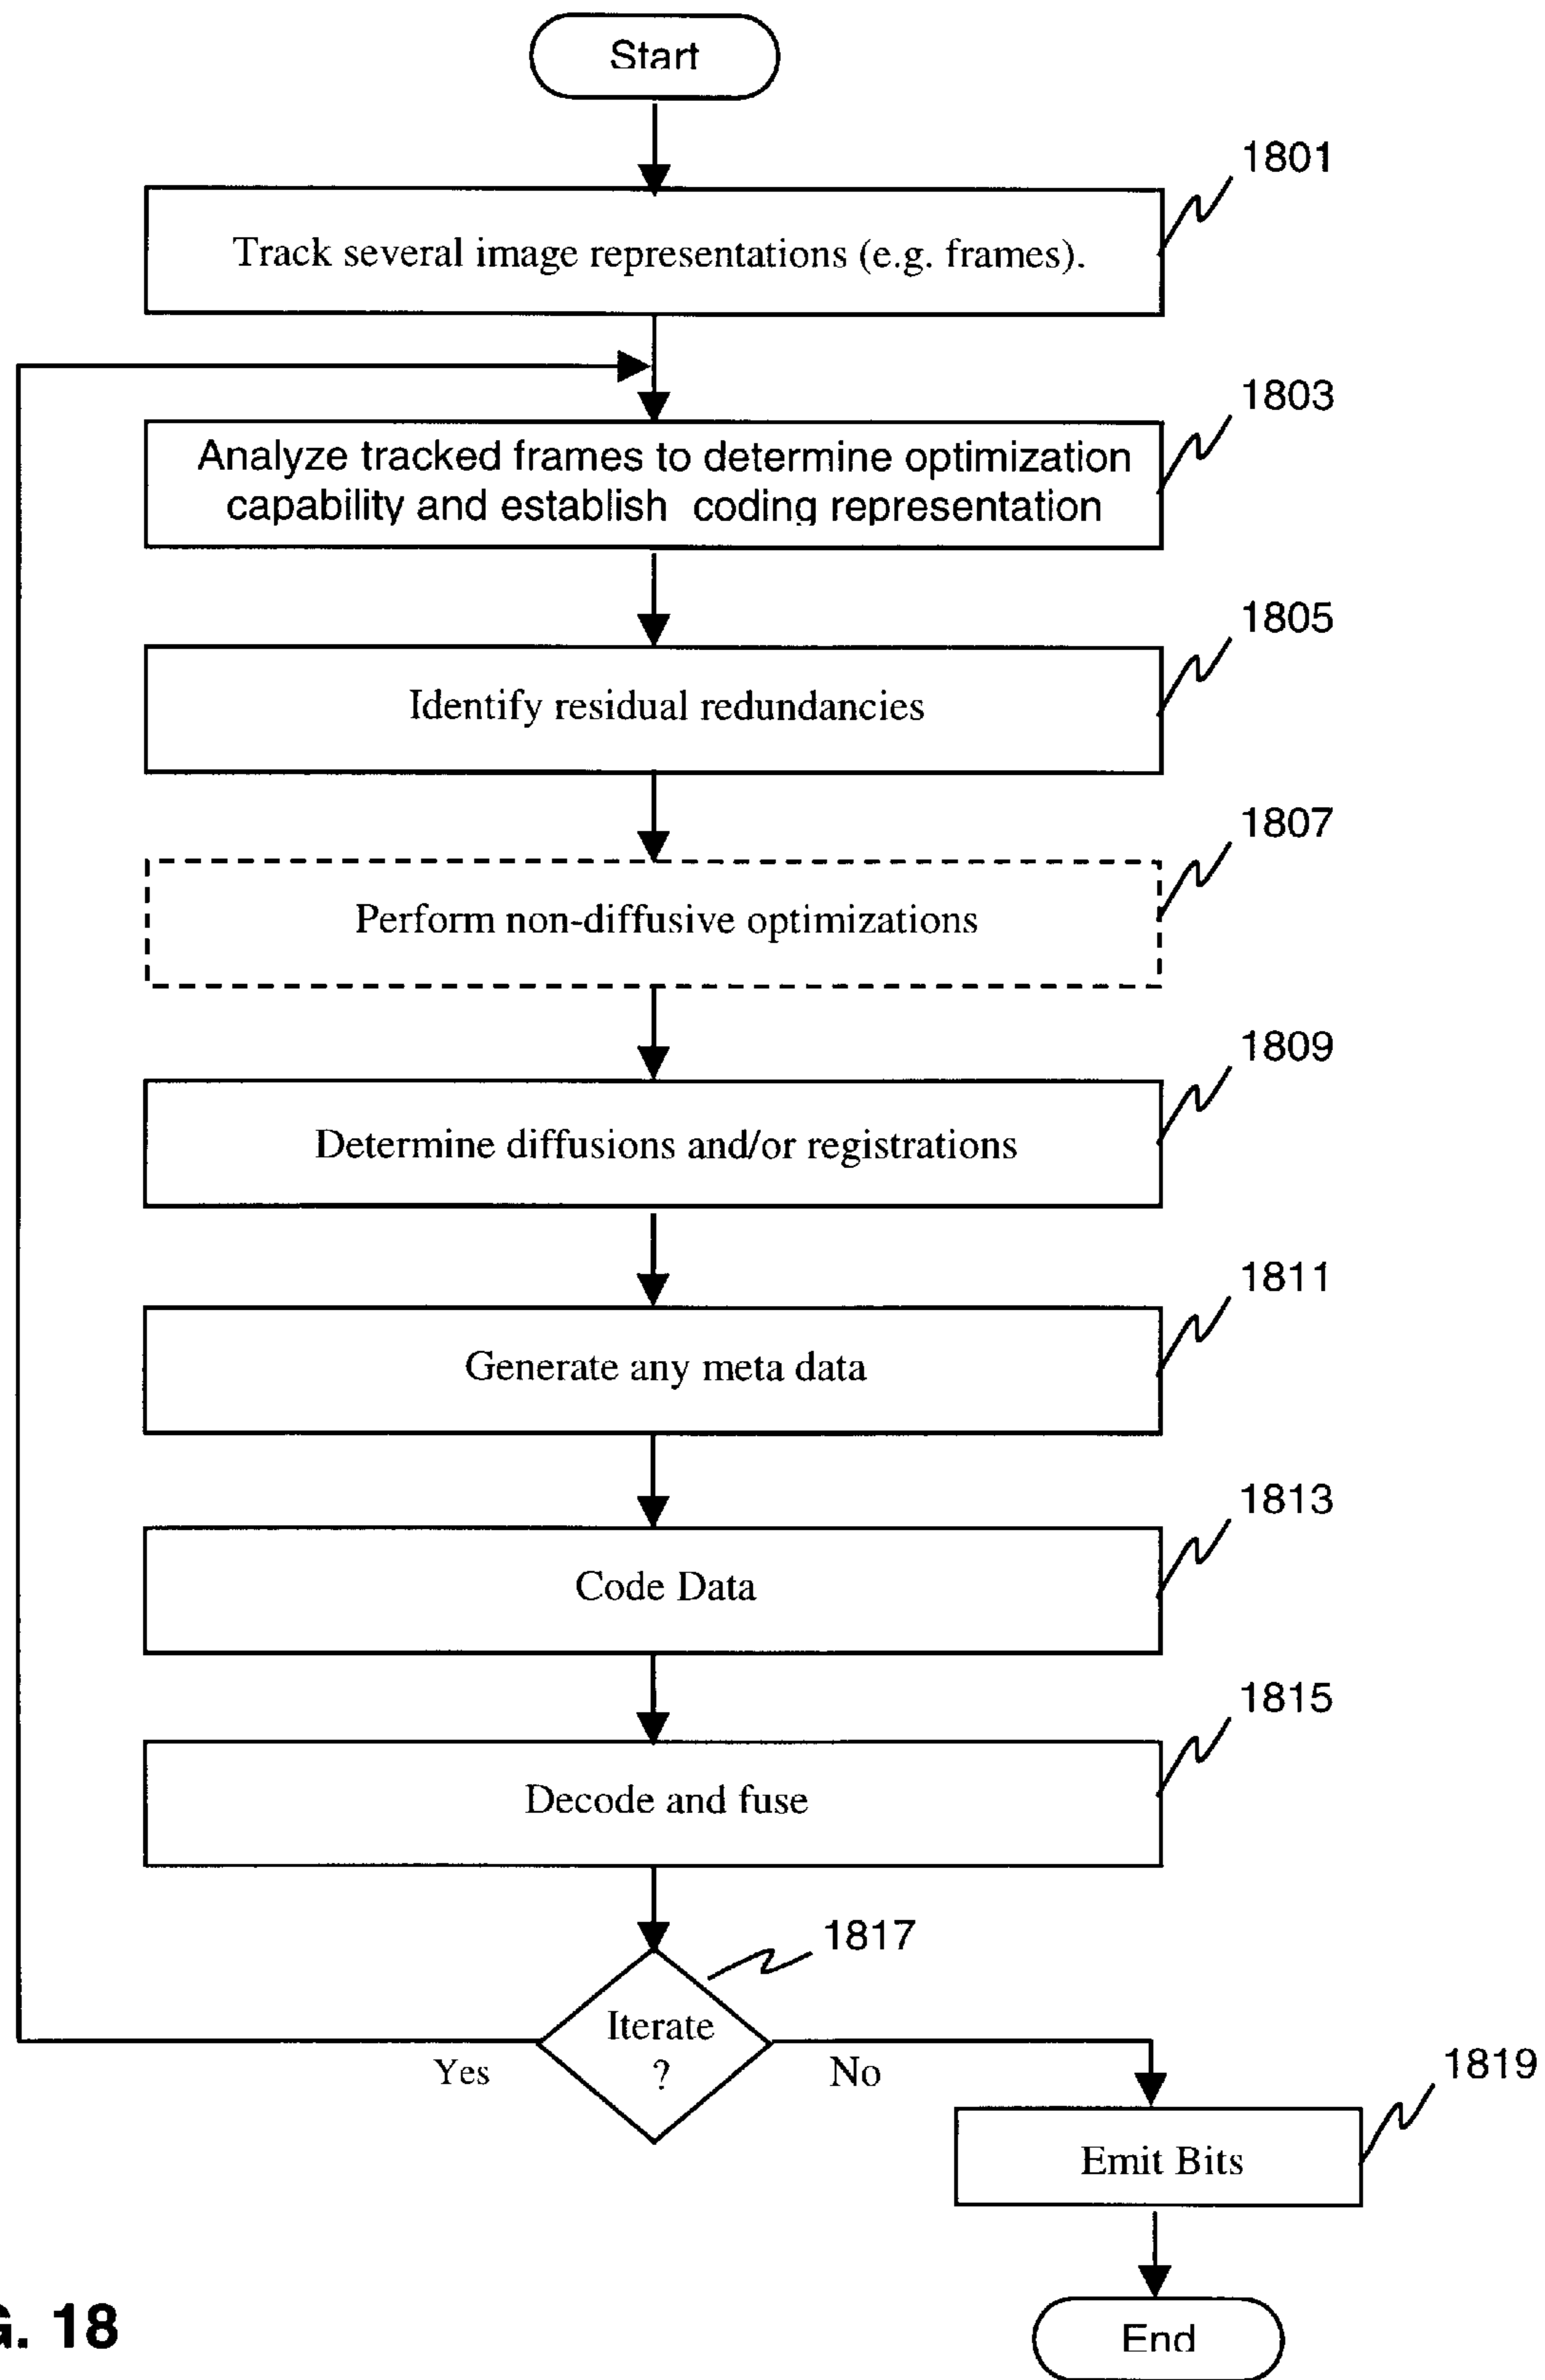 Start
1801
Track several image representations (e.g. frames).
1803
Analyze tracked frames to determine optimization
capability and establish coding representation
1805
Identify residual redundancies
1807
Perform non-diffusive optimizations
1809
Determine diffusions and/or registrations
1811
Generate any meta data
1813
Code Data
1815
Decode and fuse
1817
Iterate
?
Yes
No
1819
Emit Bits
End
G. 18